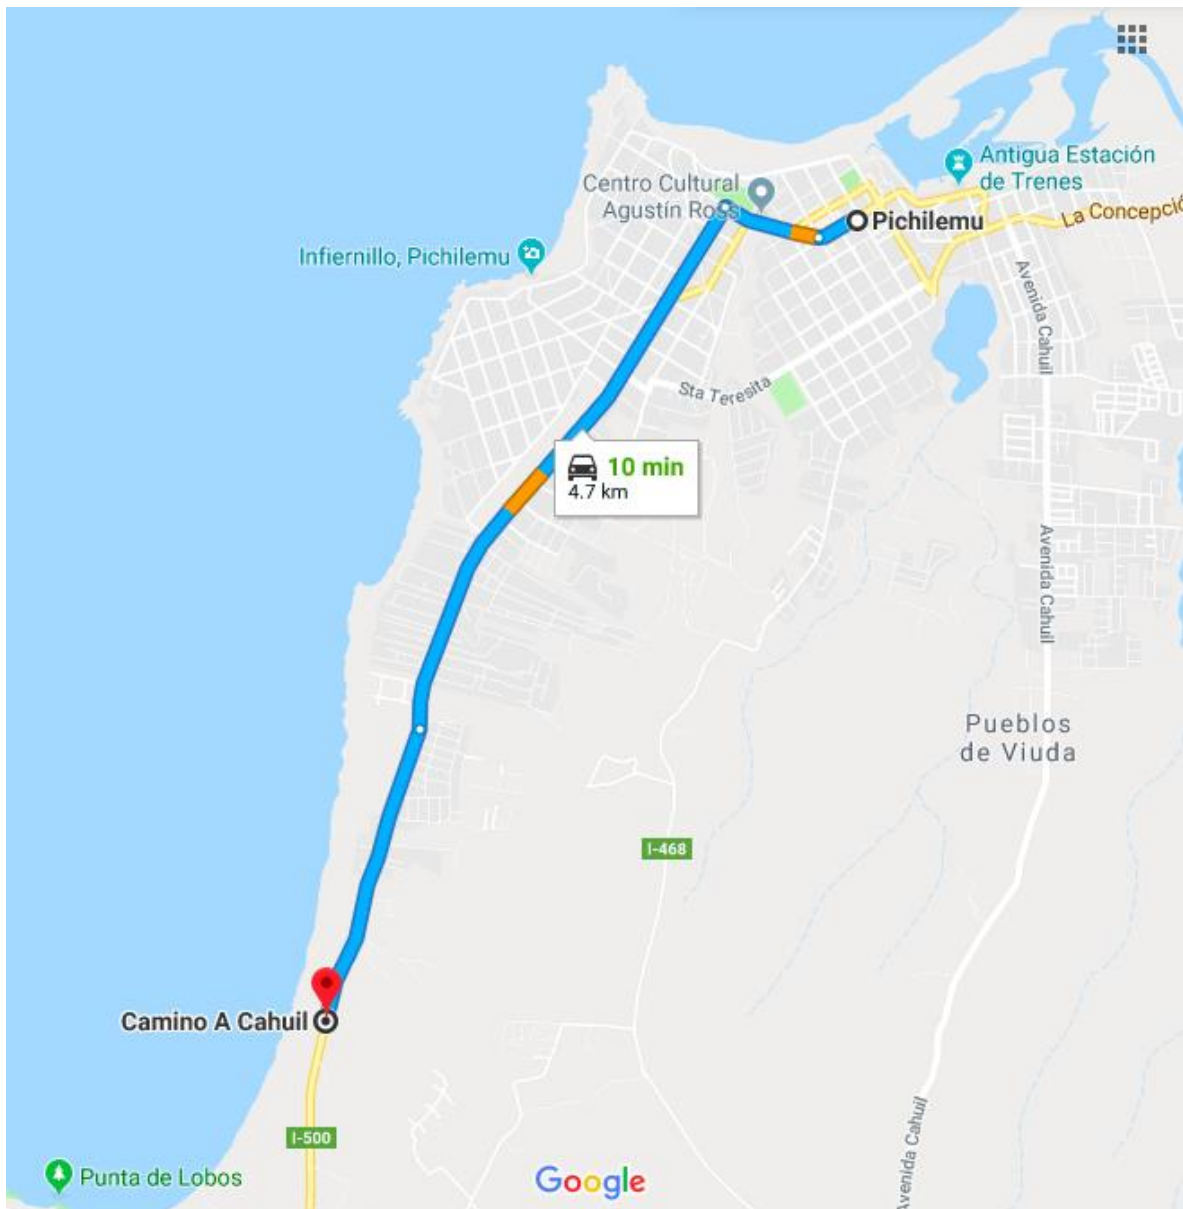 Antigua Estación
de Trenes
Centro Cultural
Agustín Ross
Pichilemu
La Concepció
Infiernillo, Pichilemu
Avenida Cahuil
Sta Teresita
10 min
4.7 km
Avenida Cahuil
Pueblos
de Viuda
I-468
Camino A Cahuil
Avenida Cahuil
I-500
Punta de Lobos
Google